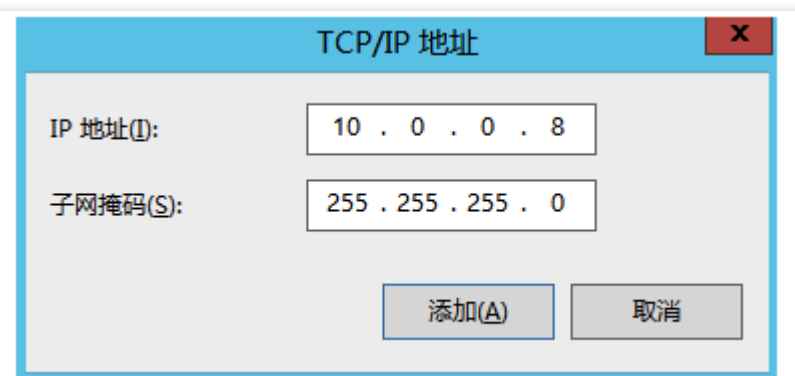 TCP/IP 地址
x
IP 地址(I): 10 . 0 . 0 . 8
子网掩码(S): 255 . 255 . 255 . 0
添加(A) 取消